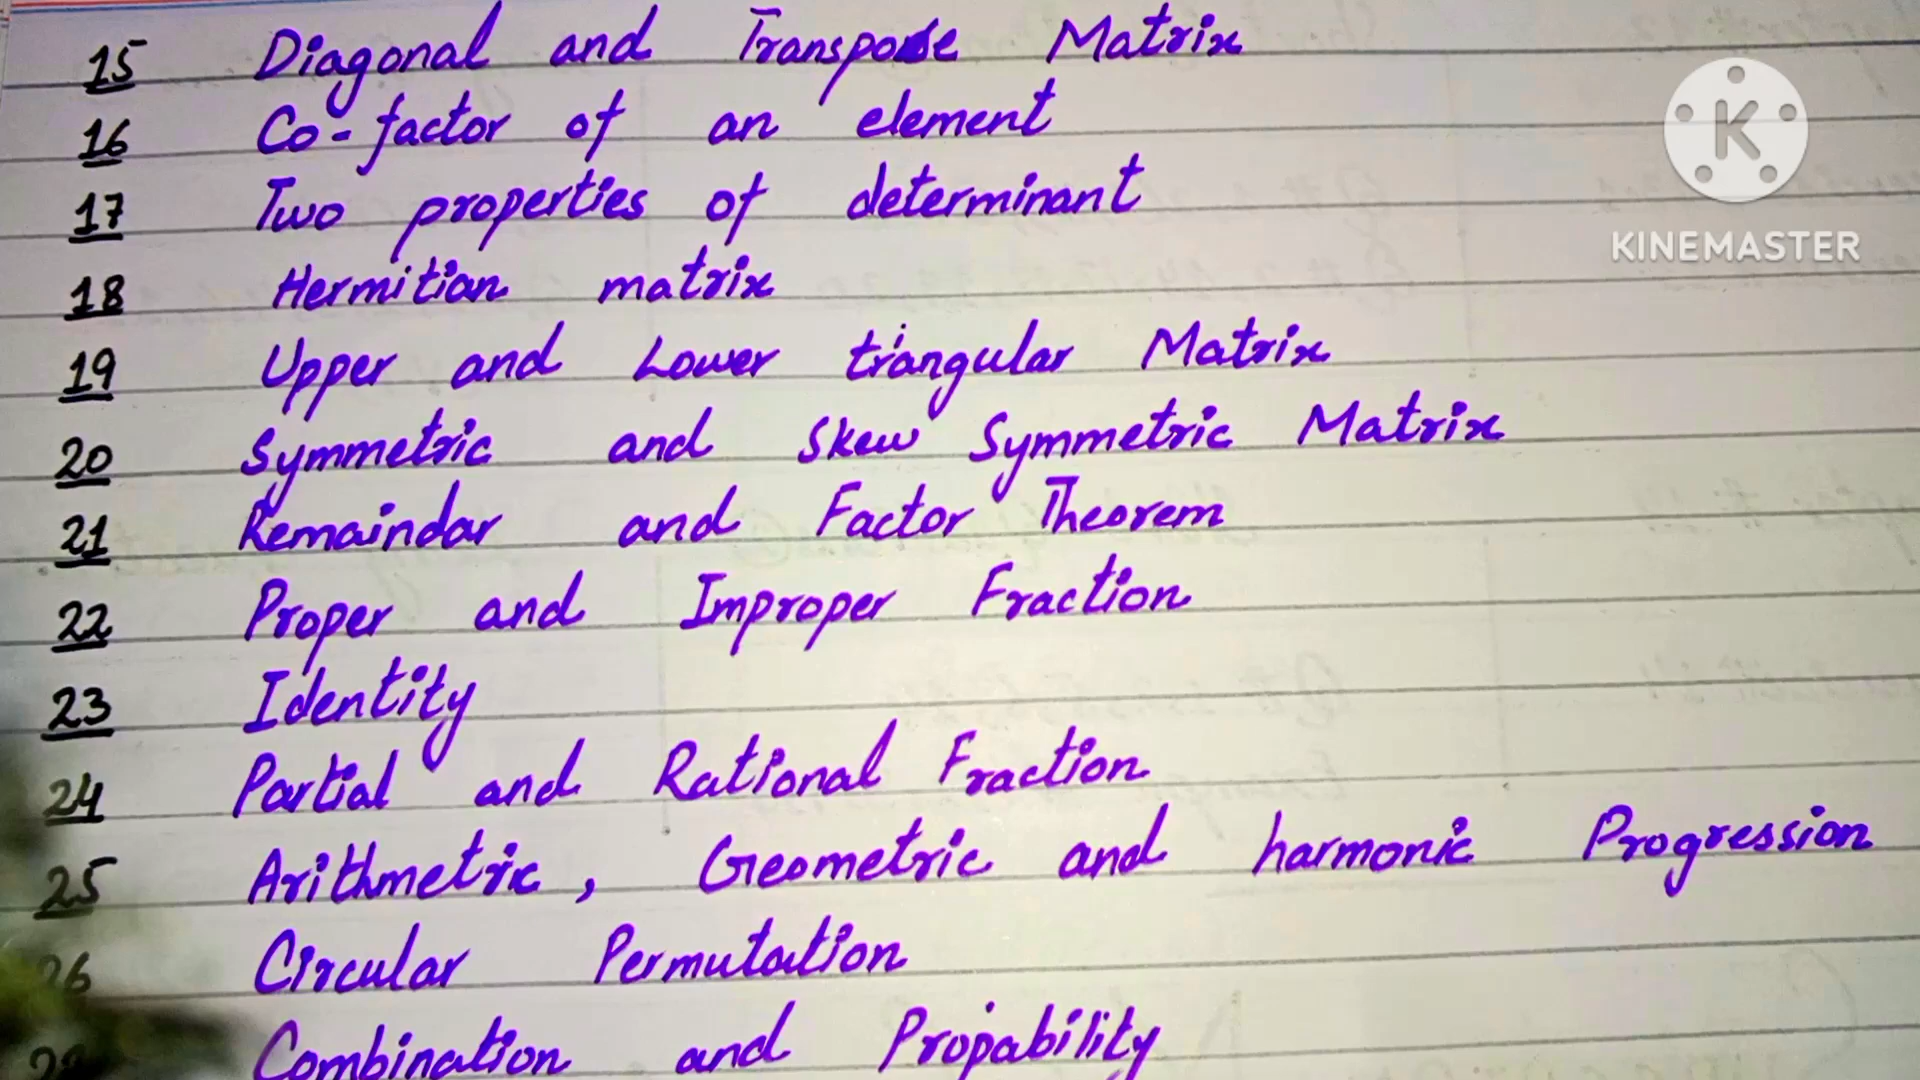 15 Diagonal and Transpose Matrix
16 Co-factor of an element
17 Two properties of determinant
18 Hermitian matrix
19 Upper and Lower triangular Matrix
20 Symmetric and Skew Symmetric Matrix
21 Remaindar and Factor Theorem
22 Proper and Improper Fraction
23 Identity
24 Partial and Rational Fraction
25 Arithmetric, Geometric and harmonic Progression
26 Circular Permutation
Combination and Propability
K
KINEMASTER